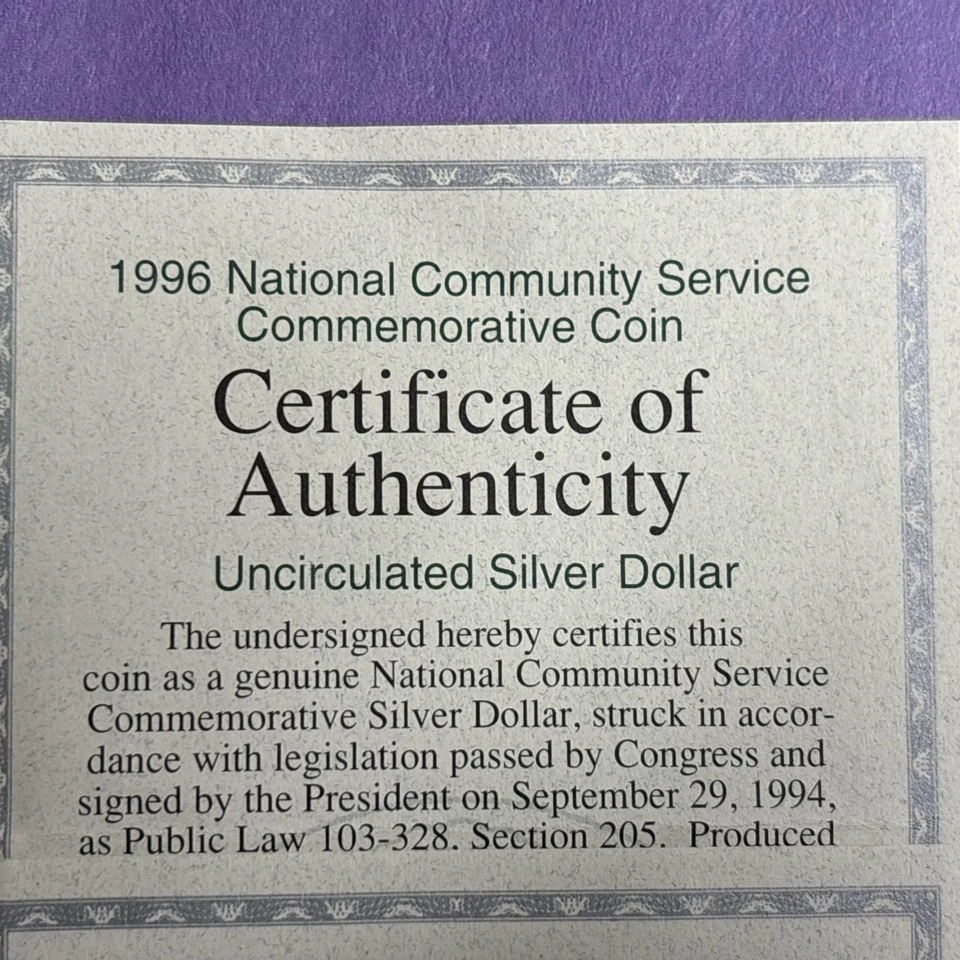 1996 National Community Service
Commemorative Coin
Certificate of
Authenticity
Uncirculated Silver Dollar
The undersigned hereby certifies this
coin as a genuine National Community Service
Commemorative Silver Dollar, struck in accor-
dance with legislation passed by Congress and
signed by the President on September 29, 1994,
as Public Law 103-328. Section 205. Produced